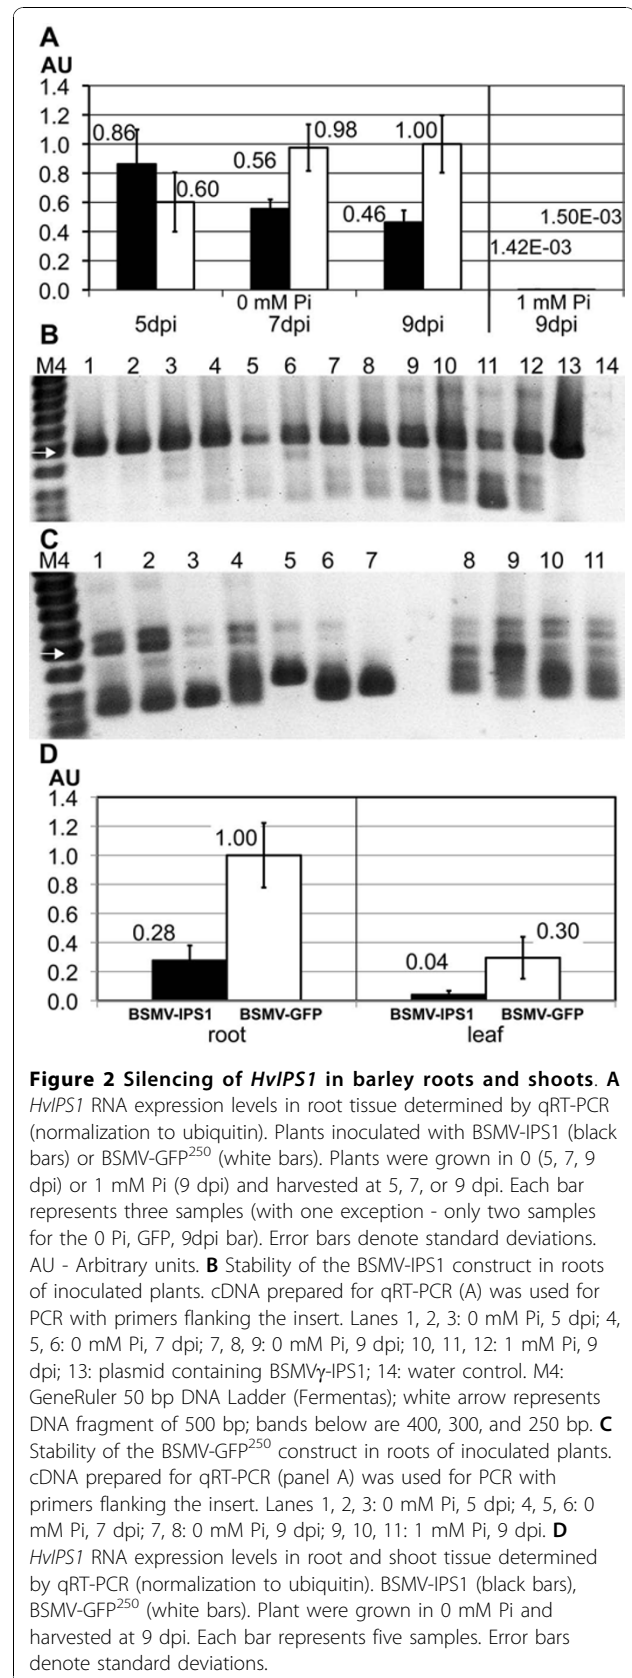 A
AU
1.4
1.2
1.0
0.8
0.6
0.4
0.2
0.0
0.86
0.60
0.56
0.98
0.46
1.00
1.50E-03
1.42E-03
0 mM Pi 1 mM Pi
5dpi 7dpi 9dpi 9dpi
B
M4 1 2 3 4 5 6 7 8 9 10 11 12 13 14
C
M4 1 2 3 4 5 6 7 8 9 10 11
D
AU
1.4
1.2
1.0
0.8
0.6
0.4
0.2
0.0
0.28
1.00
0.04
0.30
BSMV-IPS1 BSMV-GFP BSMV-IPS1 BSMV-GFP
root leaf
Figure 2 Silencing of HvIPS1 in barley roots and shoots. A
HvIPS1 RNA expression levels in root tissue determined by qRT-PCR
(normalization to ubiquitin). Plants inoculated with BSMV-IPS1 (black
bars) or BSMV-GFP²⁵⁰ (white bars). Plants were grown in 0 (5, 7, 9
dpi) or 1 mM Pi (9 dpi) and harvested at 5, 7, or 9 dpi. Each bar
represents three samples (with one exception - only two samples
for the 0 Pi, GFP, 9dpi bar). Error bars denote standard deviations.
AU - Arbitrary units. B Stability of the BSMV-IPS1 construct in roots
of inoculated plants. cDNA prepared for qRT-PCR (A) was used for
PCR with primers flanking the insert. Lanes 1, 2, 3: 0 mM Pi, 5 dpi; 4,
5, 6: 0 mM Pi, 7 dpi; 7, 8, 9: 0 mM Pi, 9 dpi; 10, 11, 12: 1 mM Pi, 9
dpi; 13: plasmid containing BSMVγ-IPS1; 14: water control. M4:
GeneRuler 50 bp DNA Ladder (Fermentas); white arrow represents
DNA fragment of 500 bp; bands below are 400, 300, and 250 bp. C
Stability of the BSMV-GFP²⁵⁰ construct in roots of inoculated plants.
cDNA prepared for qRT-PCR (panel A) was used for PCR with
primers flanking the insert. Lanes 1, 2, 3: 0 mM Pi, 5 dpi; 4, 5, 6: 0
mM Pi, 7 dpi; 7, 8: 0 mM Pi, 9 dpi; 9, 10, 11: 1 mM Pi, 9 dpi. D
HvIPS1 RNA expression levels in root and shoot tissue determined
by qRT-PCR (normalization to ubiquitin). BSMV-IPS1 (black bars),
BSMV-GFP²⁵⁰ (white bars). Plant were grown in 0 mM Pi and
harvested at 9 dpi. Each bar represents five samples. Error bars
denote standard deviations.